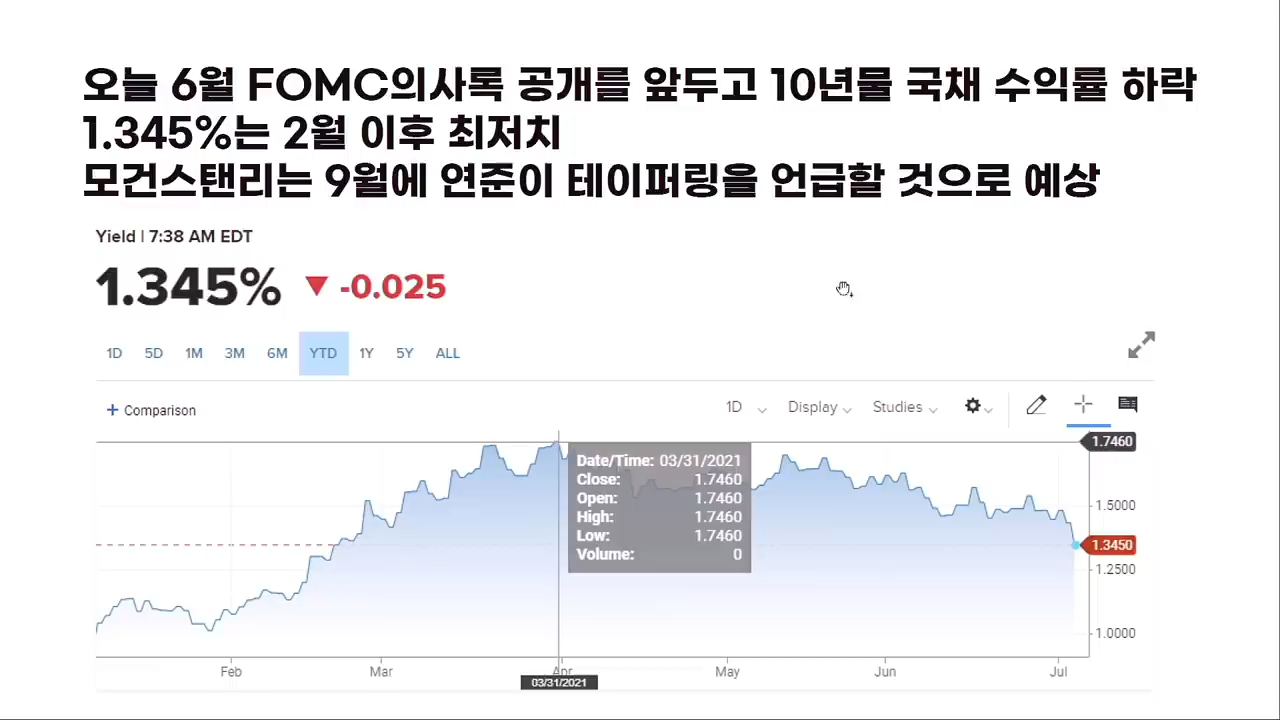 오늘 6월 FOMC의사록 공개를 앞두고 10년물 국채 수익률 하락
1.345%는 2월 이후 최저치
모건스탠리는 9월에 연준이 테이퍼링을 언급할 것으로 예상
Yield | 7:38 AM EDT
1.345% ▼ -0.025
1D 5D 1M 3M 6M YTD 1Y 5Y ALL
+ Comparison 1D Display Studies
1.7460
Date/Time: 03/31/2021
Close: 1.7460
Open: 1.7460
High: 1.7460
Low: 1.7460
Volume: 0
1.5000
1.3450
1.2500
1.0000
Feb Mar Apr May Jun Jul
03/31/2021